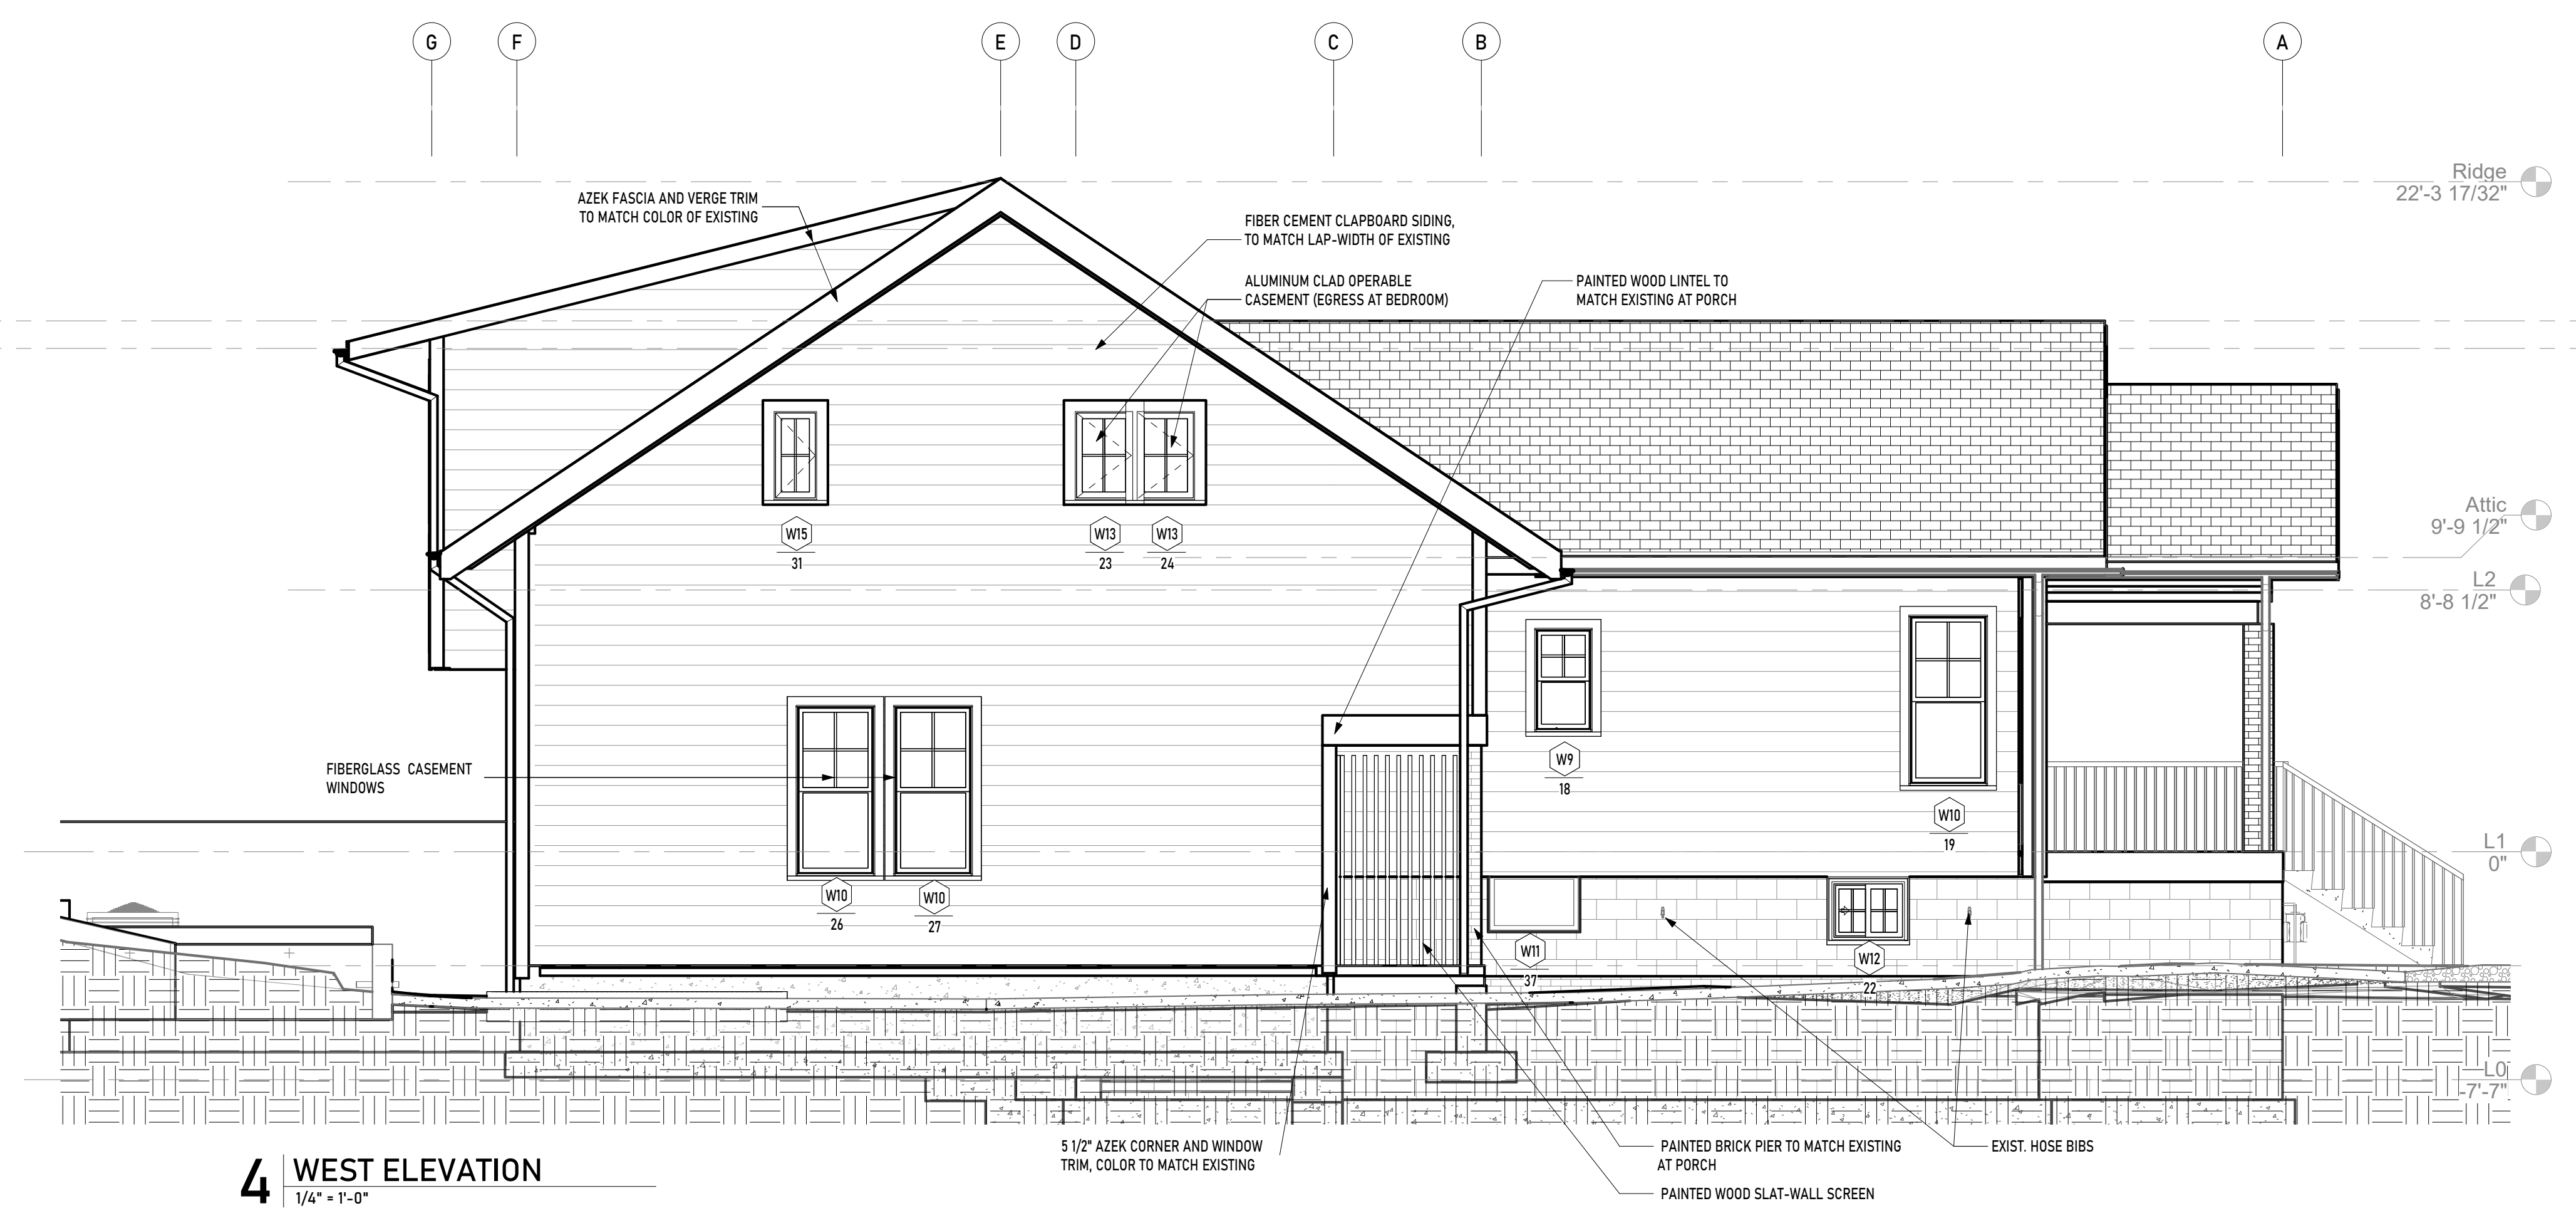 G
F
E
D
C
B
A
Ridge
22'-3 17/32"
AZEK FASCIA AND VERGE TRIM
TO MATCH COLOR OF EXISTING
FIBER CEMENT CLAPBOARD SIDING,
TO MATCH LAP-WIDTH OF EXISTING
ALUMINUM CLAD OPERABLE
CASEMENT (EGRESS AT BEDROOM)
PAINTED WOOD LINTEL TO
MATCH EXISTING AT PORCH
Attic
9'-9 1/2"
W15
31
W13
23
W13
24
L2
8'-8 1/2"
W9
18
FIBERGLASS CASEMENT
WINDOWS
W10
19
L1
0"
W10
26
W10
27
W11
37
W12
22
L0
-7'-7"
5 1/2" AZEK CORNER AND WINDOW
TRIM, COLOR TO MATCH EXISTING
PAINTED BRICK PIER TO MATCH EXISTING
AT PORCH
EXIST. HOSE BIBS
PAINTED WOOD SLAT-WALL SCREEN
4
WEST ELEVATION
1/4" = 1'-0"